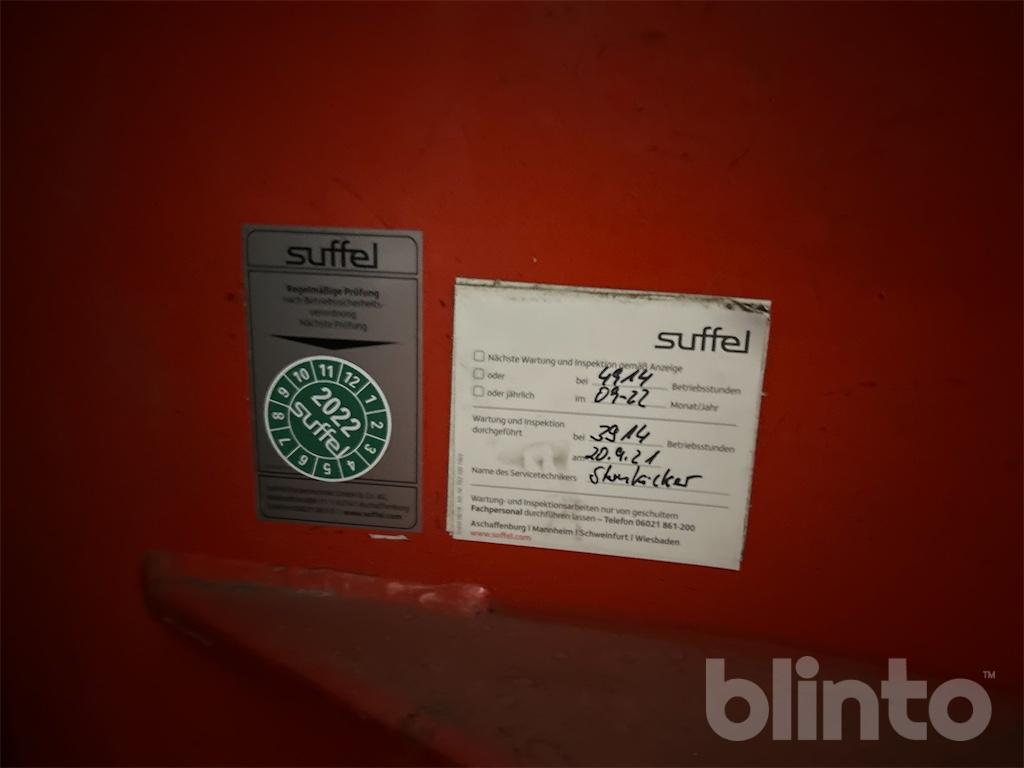 suffel
Regelmäßige Prüfung
nach Betriebssicherheits-
verordnung
Nächste Prüfung
10 11 12 1 2 3 4 5 6 7 8 9
2022
suffel
www.suffel.com
suffel
Nächste Wartung und Inspektion gemäß Anzeige
oder bei 4914 Betriebsstunden
oder jährlich im 09-22 Monat/Jahr
Wartung und Inspektion
durchgeführt bei 3914 Betriebsstunden
am 20.9.21
Name des Servicetechnikers
Wartung- und Inspektionsarbeiten nur von geschultem
Fachpersonal durchführen lassen – Telefon 06021 861-200
Aschaffenburg | Mannheim | Schweinfurt | Wiesbaden
www.suffel.com
blinto™